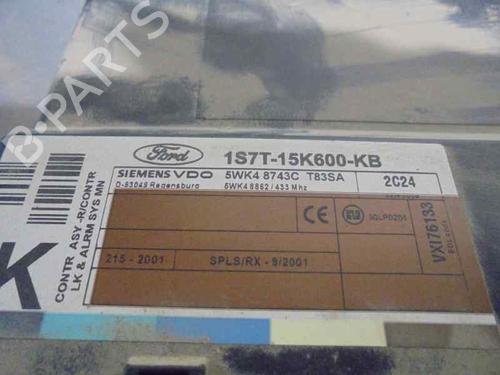 B-PARTS
Ford
1S7T-15K600-KB
SIEMENS VDO
5WK4 8743C T83SA
2C24
D-93049 Regensburg
5WK4 8862 / 433 Mhz
CONTR ASY -R/CONTR
LK & ALRM SYS MN
K
CE
VXI76133
215 - 2001
SPLS/RX - 9/2001